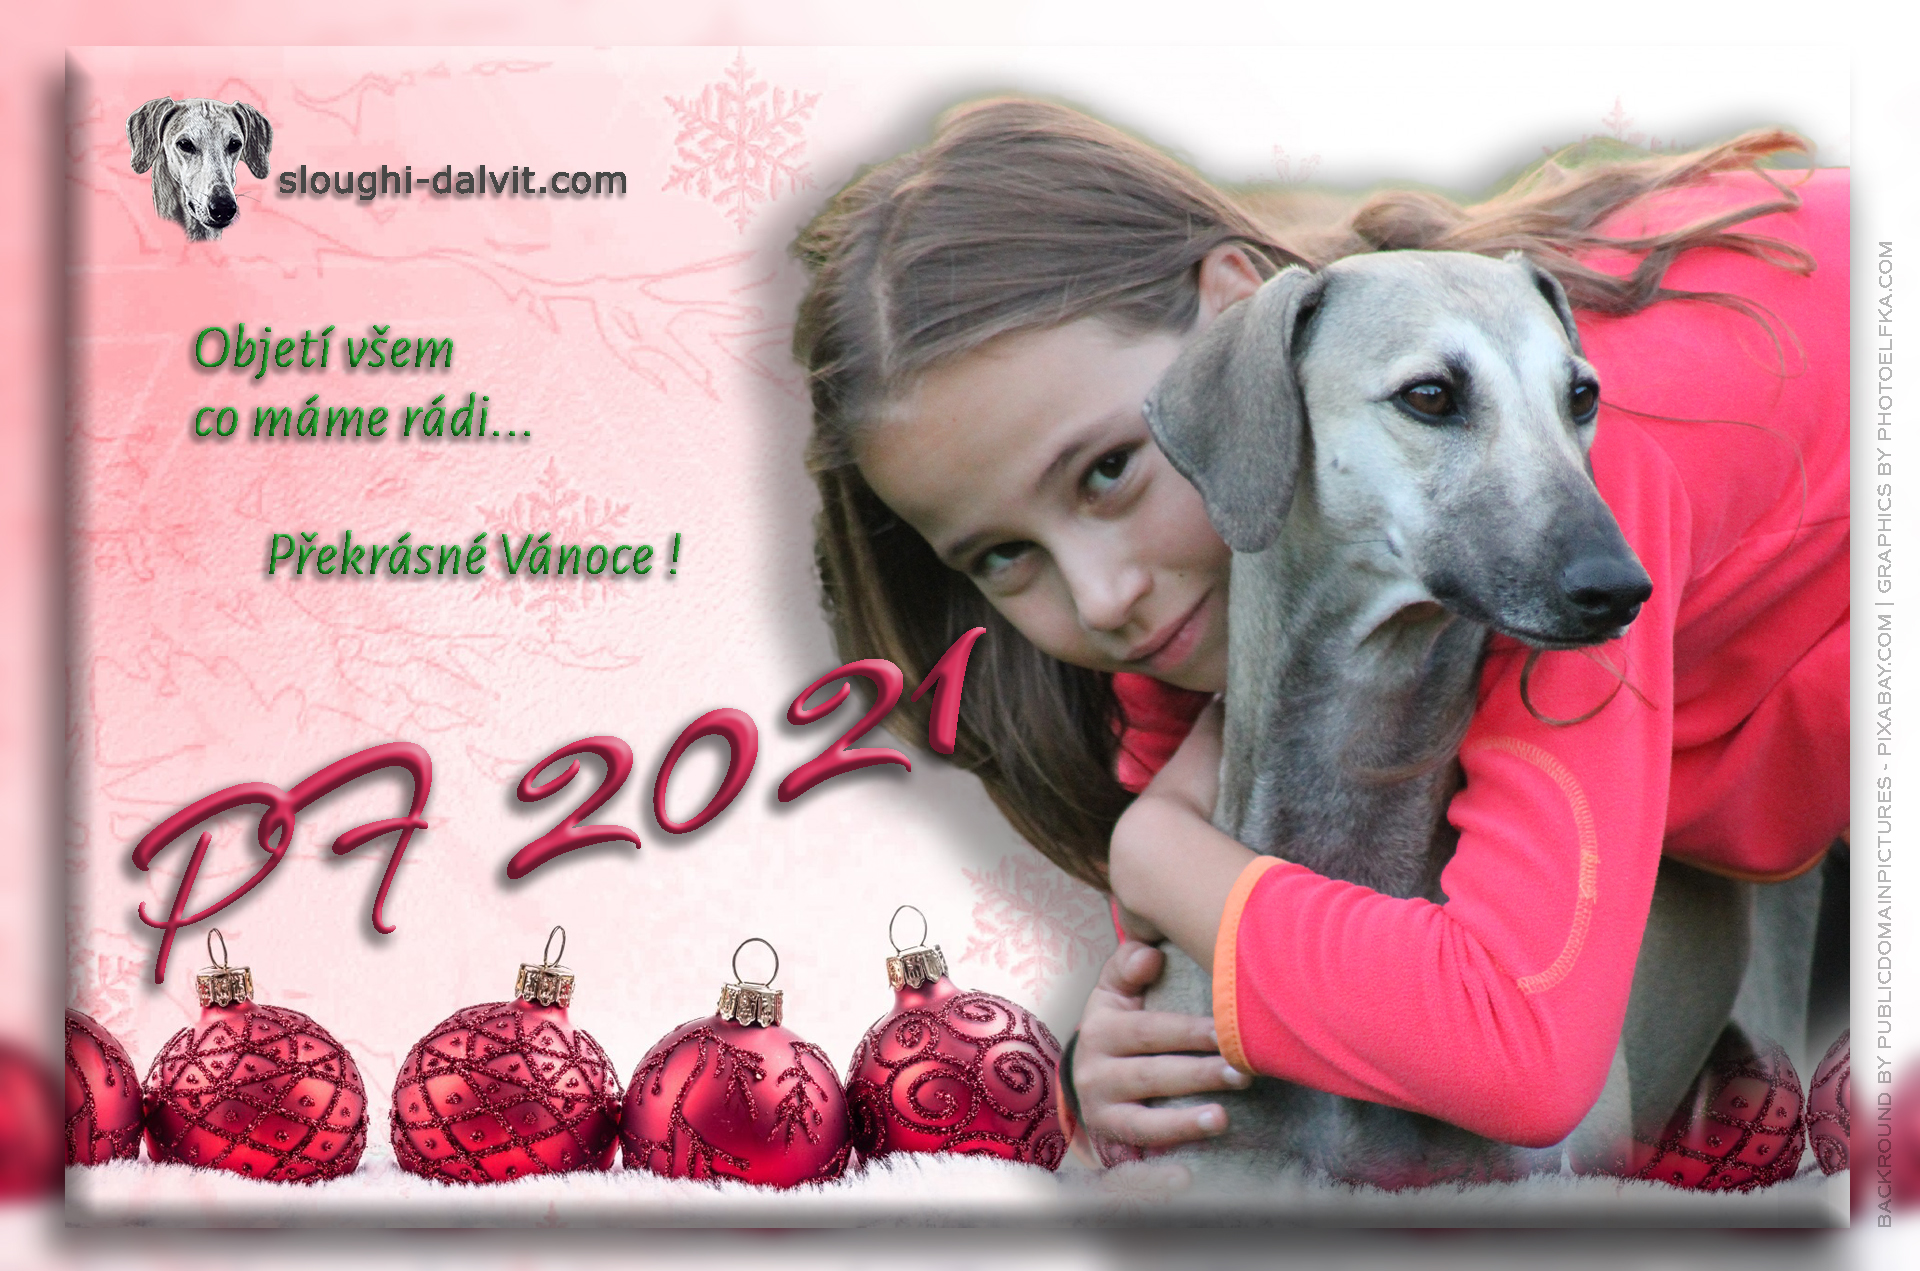 sloughi-dalvit.com
Objetí všem
co máme rádi...
Překrásné Vánoce !
PF 2021
BACKROUND BY PUBLICDOMAINPICTURES - PIXABAY.COM | GRAPHICS BY PHOTOELFKA.COM